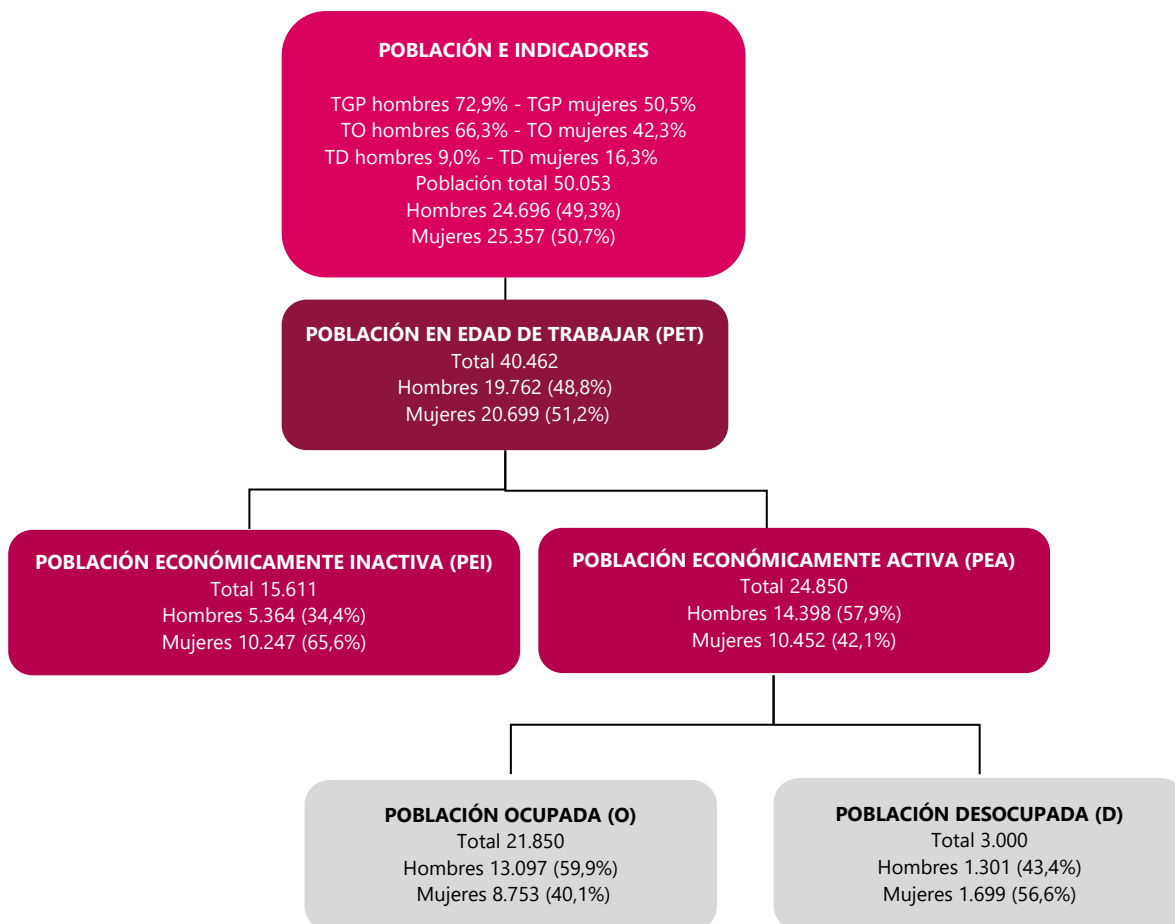 POBLACIÓN E INDICADORES
TGP hombres 72,9% - TGP mujeres 50,5%
TO hombres 66,3% - TO mujeres 42,3%
TD hombres 9,0% - TD mujeres 16,3%
Población total 50.053
Hombres 24.696 (49,3%)
Mujeres 25.357 (50,7%)
POBLACIÓN EN EDAD DE TRABAJAR (PET)
Total 40.462
Hombres 19.762 (48,8%)
Mujeres 20.699 (51,2%)
POBLACIÓN ECONÓMICAMENTE INACTIVA (PEI)
Total 15.611
Hombres 5.364 (34,4%)
Mujeres 10.247 (65,6%)
POBLACIÓN ECONÓMICAMENTE ACTIVA (PEA)
Total 24.850
Hombres 14.398 (57,9%)
Mujeres 10.452 (42,1%)
POBLACIÓN OCUPADA (O)
Total 21.850
Hombres 13.097 (59,9%)
Mujeres 8.753 (40,1%)
POBLACIÓN DESOCUPADA (D)
Total 3.000
Hombres 1.301 (43,4%)
Mujeres 1.699 (56,6%)